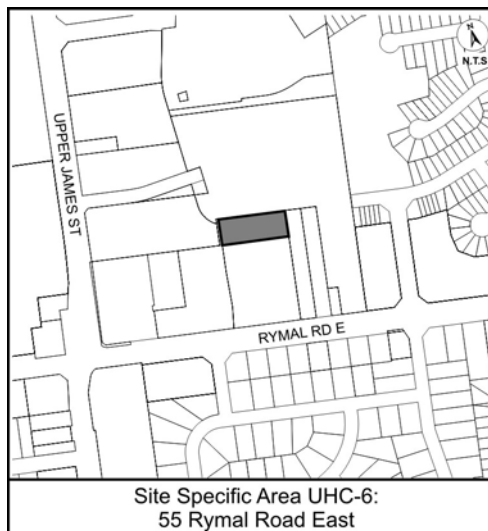 N
N.T.S
UPPER JAMES ST
RYMAL RD E
Site Specific Area UHC-6:
55 Rymal Road East